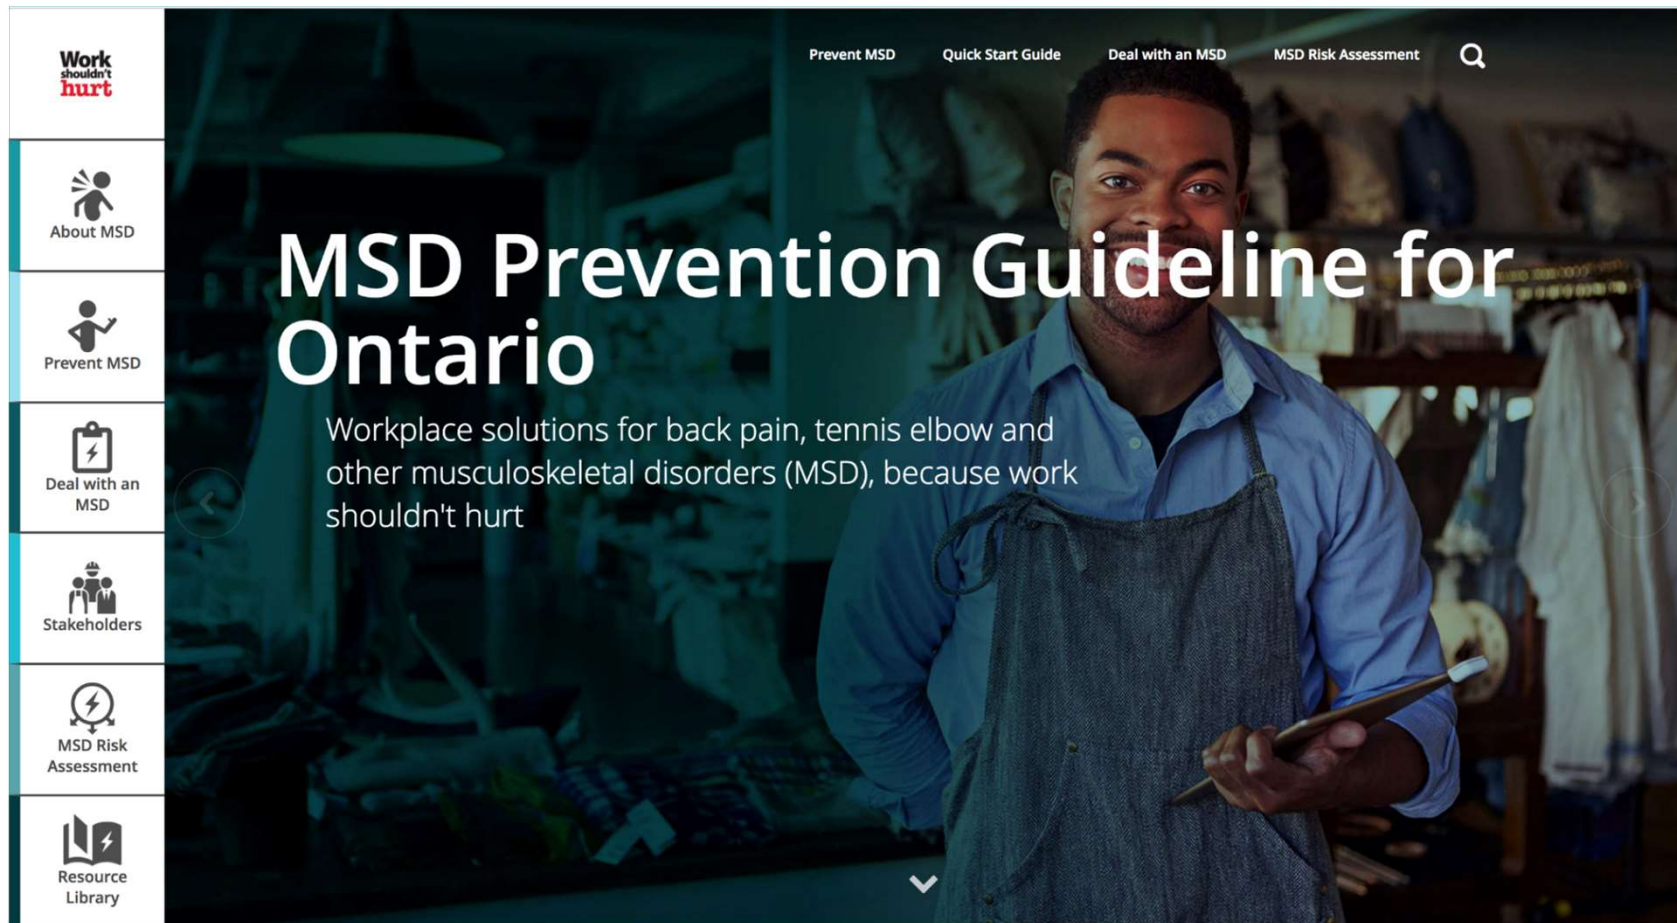 Work
shouldn't
hurt
Prevent MSD
Quick Start Guide
Deal with an MSD
MSD Risk Assessment
About MSD
Prevent MSD
Deal with an
MSD
Stakeholders
MSD Risk
Assessment
Resource
Library
MSD Prevention Guideline for
Ontario
Workplace solutions for back pain, tennis elbow and
other musculoskeletal disorders (MSD), because work
shouldn't hurt